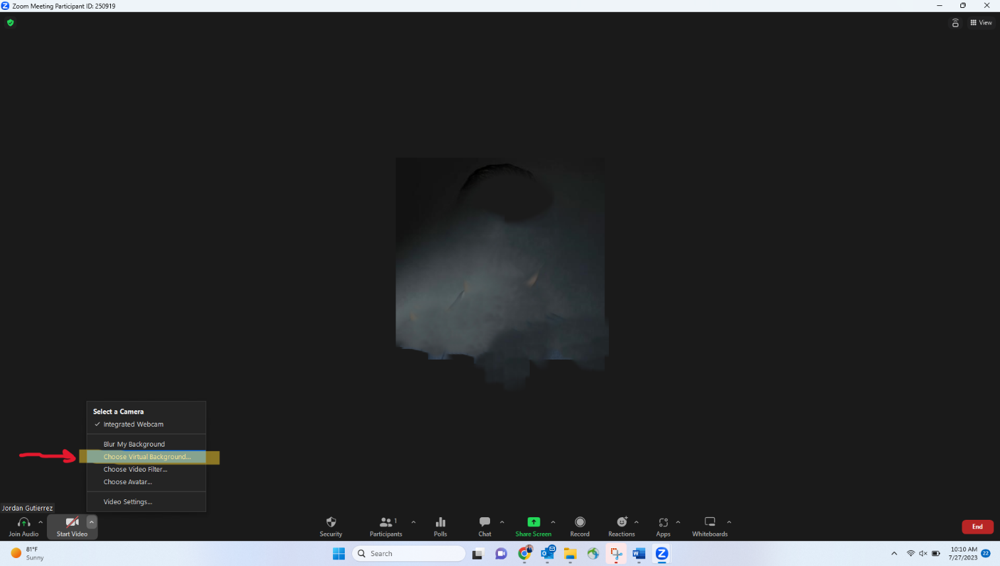 Zoom Meeting Participant ID: 250919
View
Select a Camera
Integrated Webcam
Blur My Background
Choose Virtual Background...
Choose Video Filter...
Choose Avatar...
Video Settings...
Jordan Gutierrez
Join Audio
Start Video
Security
Participants 1
Polls
Chat
Share Screen
Record
Reactions
Apps
Whiteboards
End
81°F
Sunny
Search
10:10 AM
7/27/2023
22